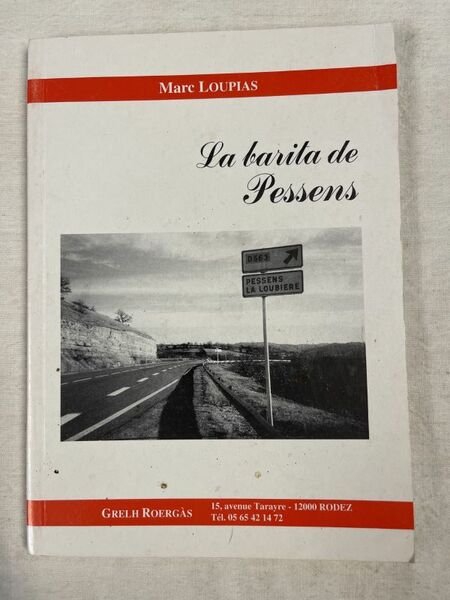 Marc LOUPIAS
La barita de
Pessens
D 563
PESSENS
LA LOUBIERE
GRELH ROERGÀS
15, avenue Tarayre - 12000 RODEZ
Tél. 05 65 42 14 72